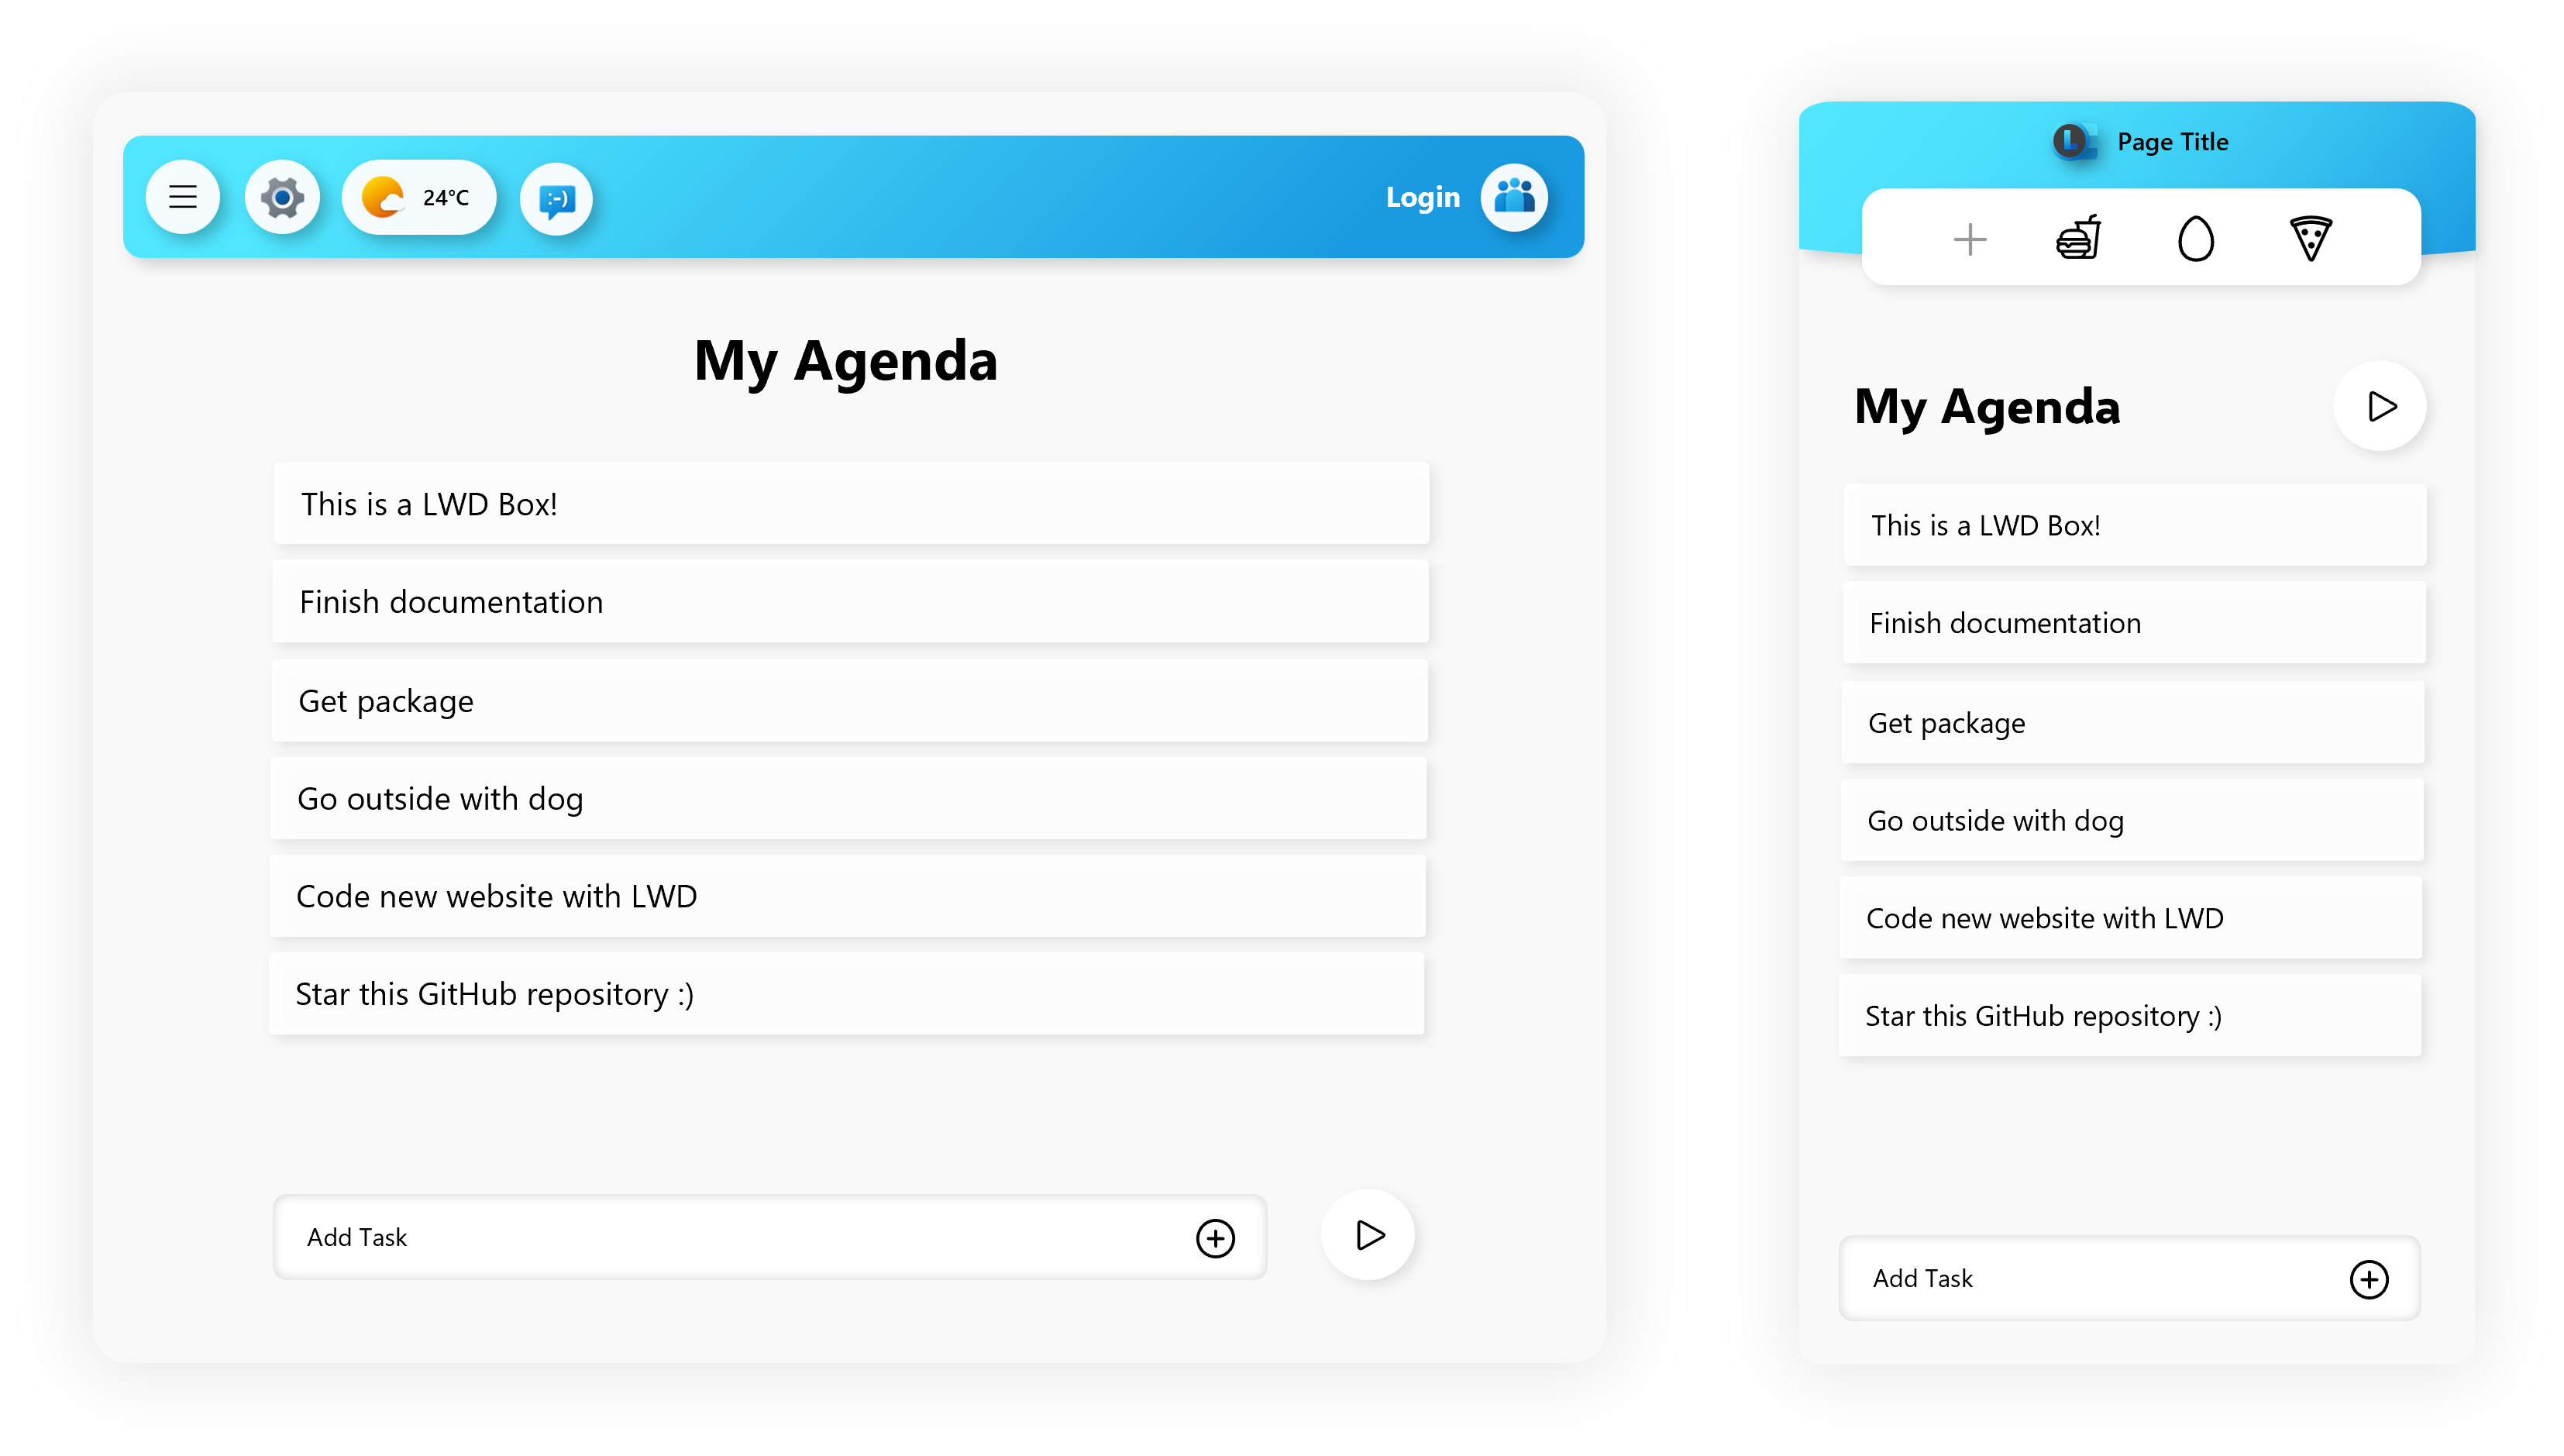 24°C
:-)
Login
My Agenda
This is a LWD Box!
Finish documentation
Get package
Go outside with dog
Code new website with LWD
Star this GitHub repository :)
Add Task
L
Page Title
My Agenda
This is a LWD Box!
Finish documentation
Get package
Go outside with dog
Code new website with LWD
Star this GitHub repository :)
Add Task